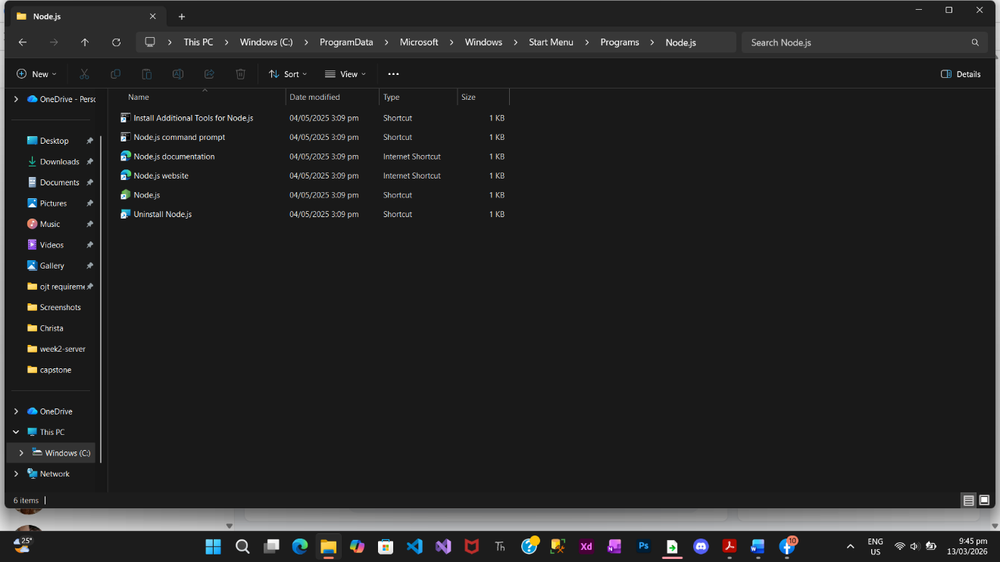 Node.js
This PC
Windows (C:)
ProgramData
Microsoft
Windows
Start Menu
Programs
Node.js
Search Node.js
New
Sort
View
Details
OneDrive - Perso
Desktop
Downloads
Documents
Pictures
Music
Videos
Gallery
ojt requireme
Screenshots
Christa
week2-server
capstone
OneDrive
This PC
Windows (C:)
Network
Name Date modified Type Size
Install Additional Tools for Node.js 04/05/2025 3:09 pm Shortcut 1 KB
Node.js command prompt 04/05/2025 3:09 pm Shortcut 1 KB
Node.js documentation 04/05/2025 3:09 pm Internet Shortcut 1 KB
Node.js website 04/05/2025 3:09 pm Internet Shortcut 1 KB
Node.js 04/05/2025 3:09 pm Shortcut 1 KB
Uninstall Node.js 04/05/2025 3:09 pm Shortcut 1 KB
6 items
25°
Th
Xd
N
Ps
W
10
ENG
US
9:45 pm
13/03/2026